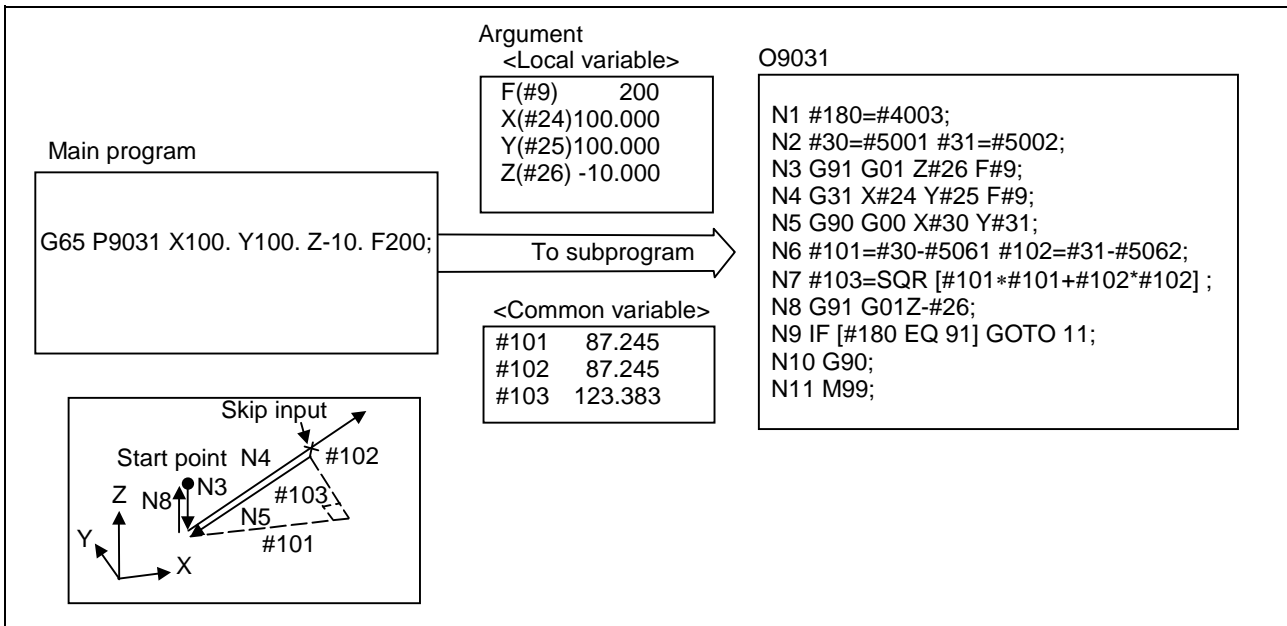 Main program
G65 P9031 X100. Y100. Z-10. F200;
Argument
<Local variable>
F(#9) 200
X(#24)100.000
Y(#25)100.000
Z(#26) -10.000
To subprogram
<Common variable>
#101 87.245
#102 87.245
#103 123.383
O9031
N1 #180=#4003;
N2 #30=#5001 #31=#5002;
N3 G91 G01 Z#26 F#9;
N4 G31 X#24 Y#25 F#9;
N5 G90 G00 X#30 Y#31;
N6 #101=#30-#5061 #102=#31-#5062;
N7 #103=SQR [#101∗#101+#102*#102] ;
N8 G91 G01Z-#26;
N9 IF [#180 EQ 91] GOTO 11;
N10 G90;
N11 M99;
Skip input
Start point N4 #102
Z N8 N3 #103
N5
Y #101
X